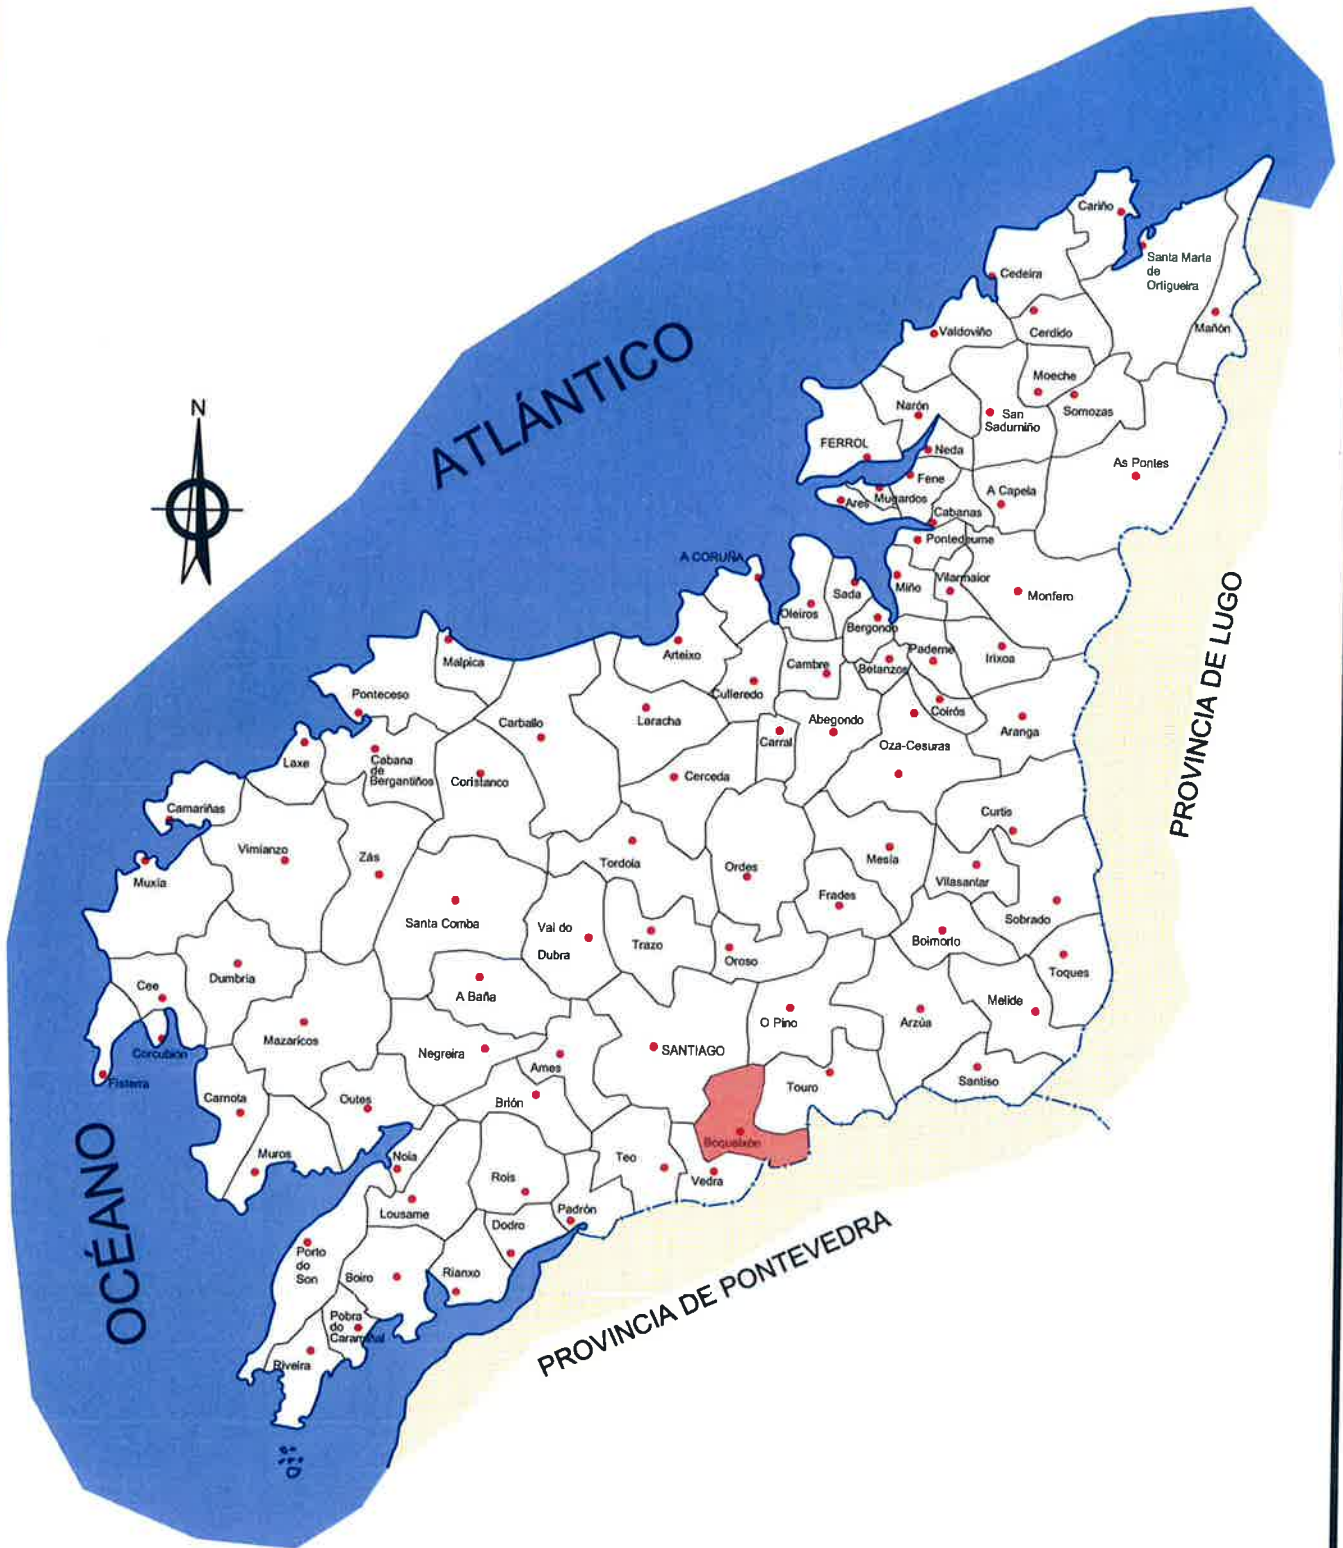 Cariño
Santa Marta
de
Ortigueira
Cedeira
Mañón
Valdoviño
Cerdido
ATLÁNTICO
Moeche
Somozas
N
Narón
San
Sadurniño
FERROL
Neda
As Pontes
Fene
A Capela
Mugardos
Ares
Cabanas
Pontedeume
A CORUÑA
Vilarmaior
Miño
Sada
Monfero
Oleiros
Bergondo
PROVINCIA DE LUGO
Paderne
Irixoa
Arteixo
Malpica
Cambre
Betanzos
Ponteceso
Culleredo
Coirós
Laracha
Carballo
Abegondo
Aranga
Carral
Oza-Cesuras
Laxe
Cabana
de
Bergantiños
Coristanco
Cerceda
Camariñas
Curtis
Vimianzo
Zás
Tordoia
Ordes
Mesía
Muxía
Vilasantar
Frades
Santa Comba
Val do
Dubra
Sobrado
Trazo
Boimorto
Oroso
Toques
Dumbría
Cee
A Baña
Melide
O Pino
Arzúa
Mazaricos
Negreira
SANTIAGO
Corcubión
Ames
Fisterra
Santiso
Touro
Carnota
Outes
Brión
Boqueixón
OCÉANO
Muros
Noia
Teo
Rois
Vedra
Lousame
Padrón
Dodro
Porto
do
Son
Boiro
Rianxo
Pobra
do
Caramiñal
PROVINCIA DE PONTEVEDRA
Riveira